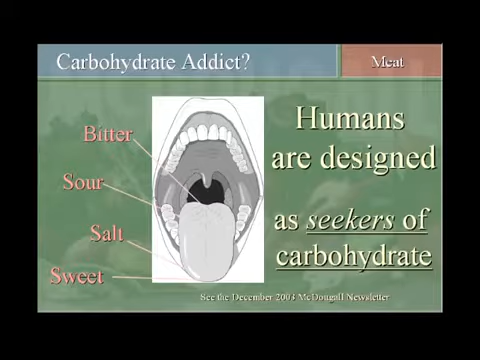 Carbohydrate Addict?
Meat
Bitter
Sour
Salt
Sweet
Humans
are designed
as seekers of
carbohydrate
See the December 2003 McDougall Newsletter